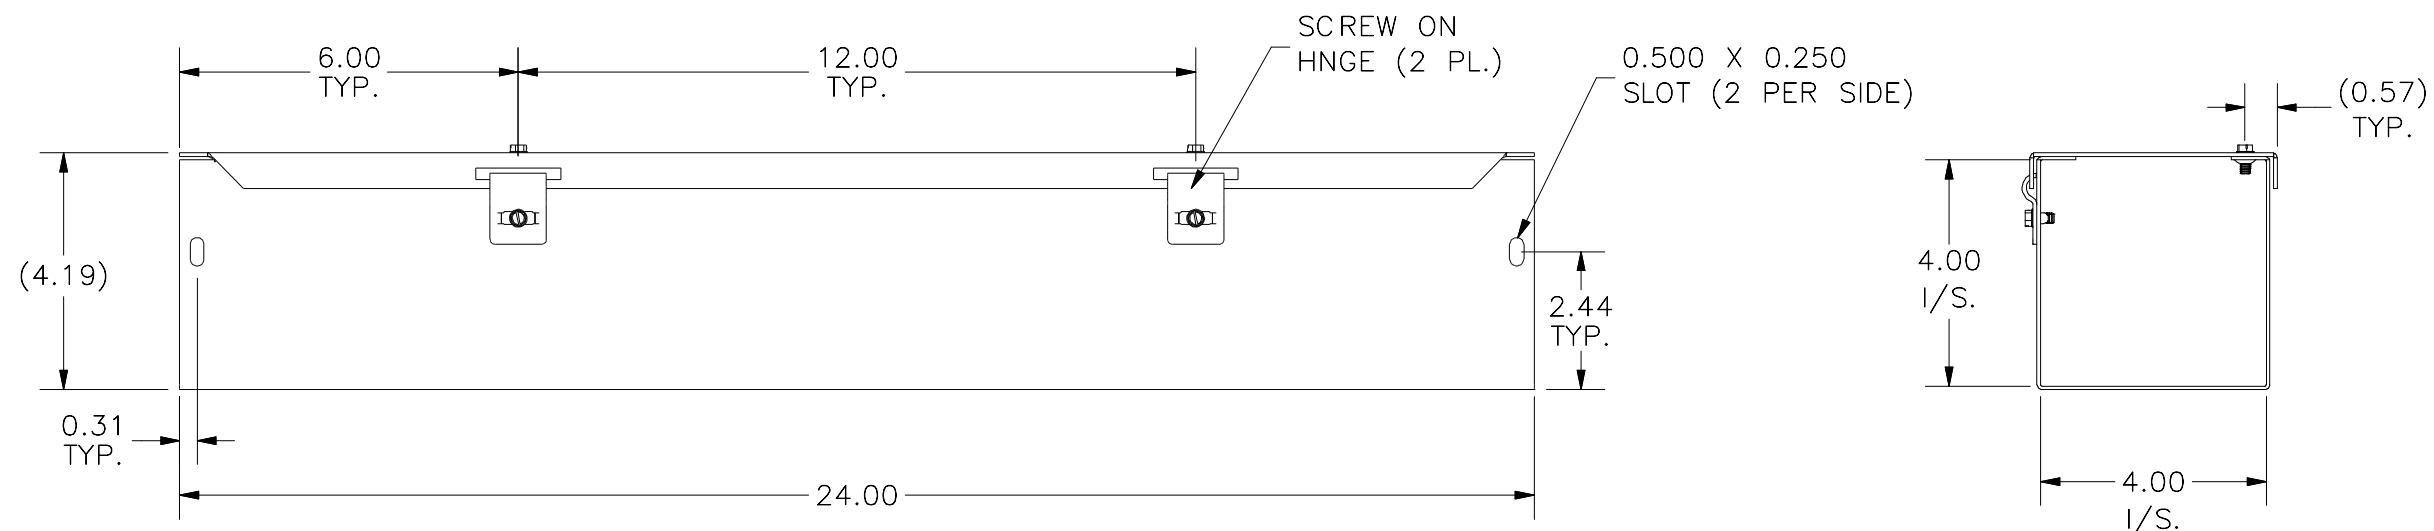 SCREW ON
HNGE (2 PL.)
6.00
TYP.
12.00
TYP.
0.500 X 0.250
SLOT (2 PER SIDE)
(0.57)
TYP.
(4.19)
4.00
I/S.
2.44
TYP.
0.31
TYP.
24.00
4.00
I/S.